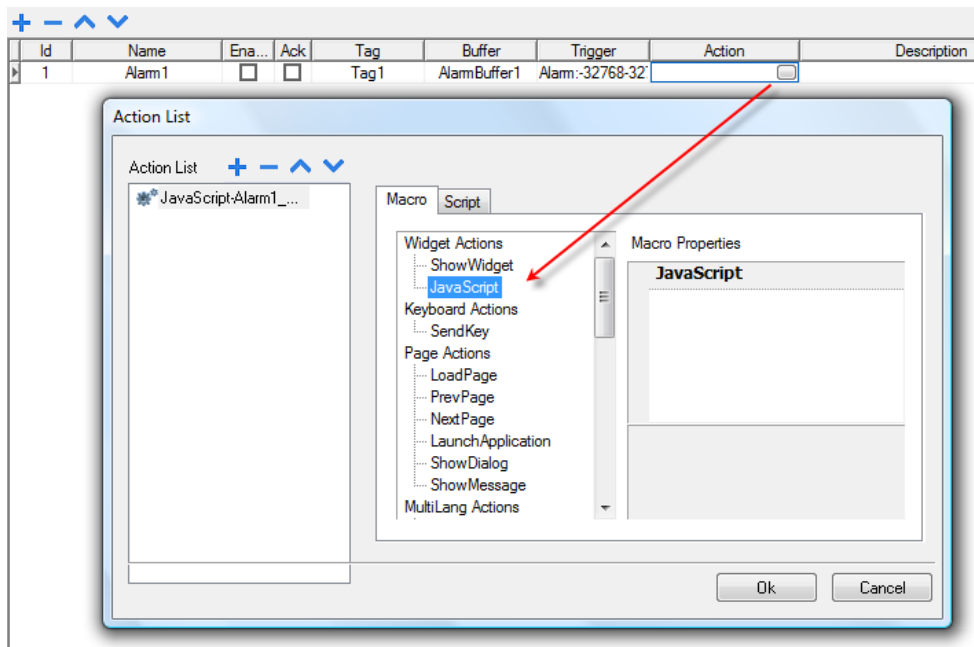 Id Name Ena... Ack Tag Buffer Trigger Action Description
1 Alarm1 Tag1 AlarmBuffer1 Alarm:-32768-32
Action List
Action List
JavaScript-Alarm1_...
Macro Script
Widget Actions
ShowWidget
JavaScript
Keyboard Actions
SendKey
Page Actions
LoadPage
PrevPage
NextPage
LaunchApplication
ShowDialog
ShowMessage
MultiLang Actions
Macro Properties
JavaScript
Ok Cancel